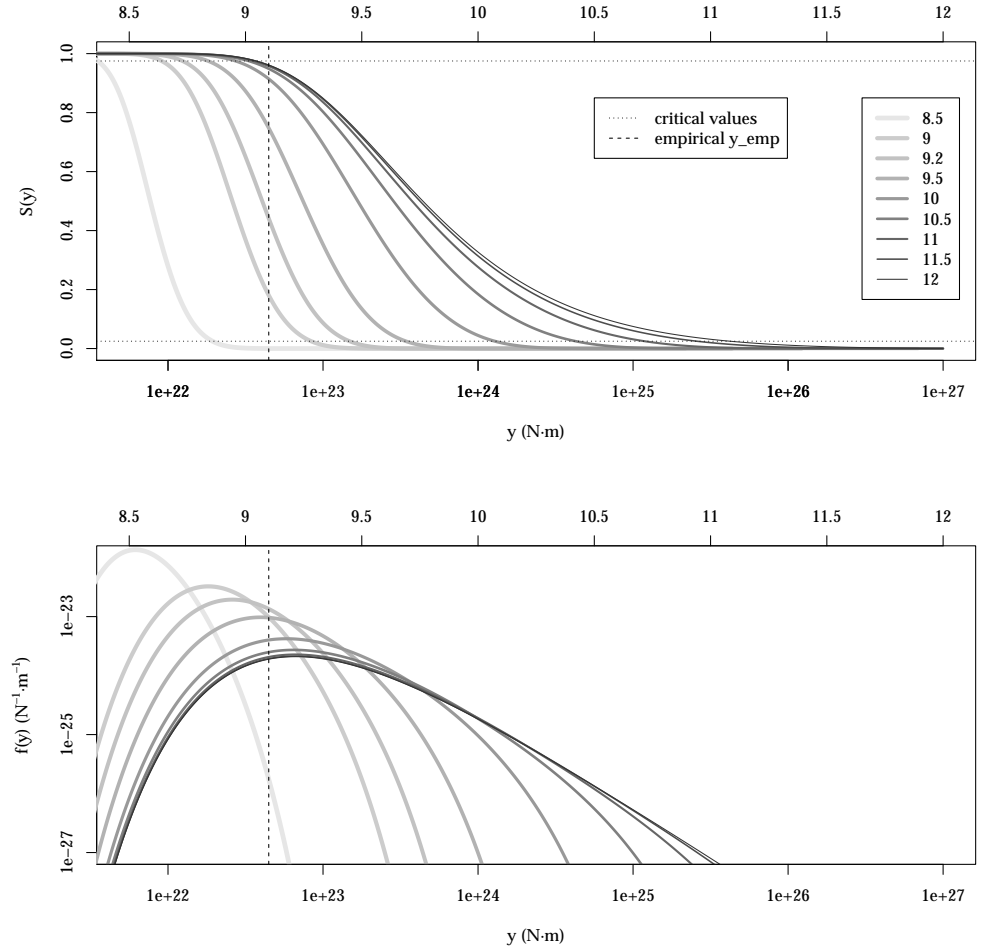 8.5 9 9.5 10 10.5 11 11.5 12
S(y)
1.0
0.8
0.6
0.4
0.2
0.0
critical values
empirical y_emp
8.5
9
9.2
9.5
10
10.5
11
11.5
12
1e+22 1e+23 1e+24 1e+25 1e+26 1e+27
y (N·m)
8.5 9 9.5 10 10.5 11 11.5 12
f(y) (N⁻¹·m⁻¹)
1e−23
1e−25
1e−27
1e+22 1e+23 1e+24 1e+25 1e+26 1e+27
y (N·m)